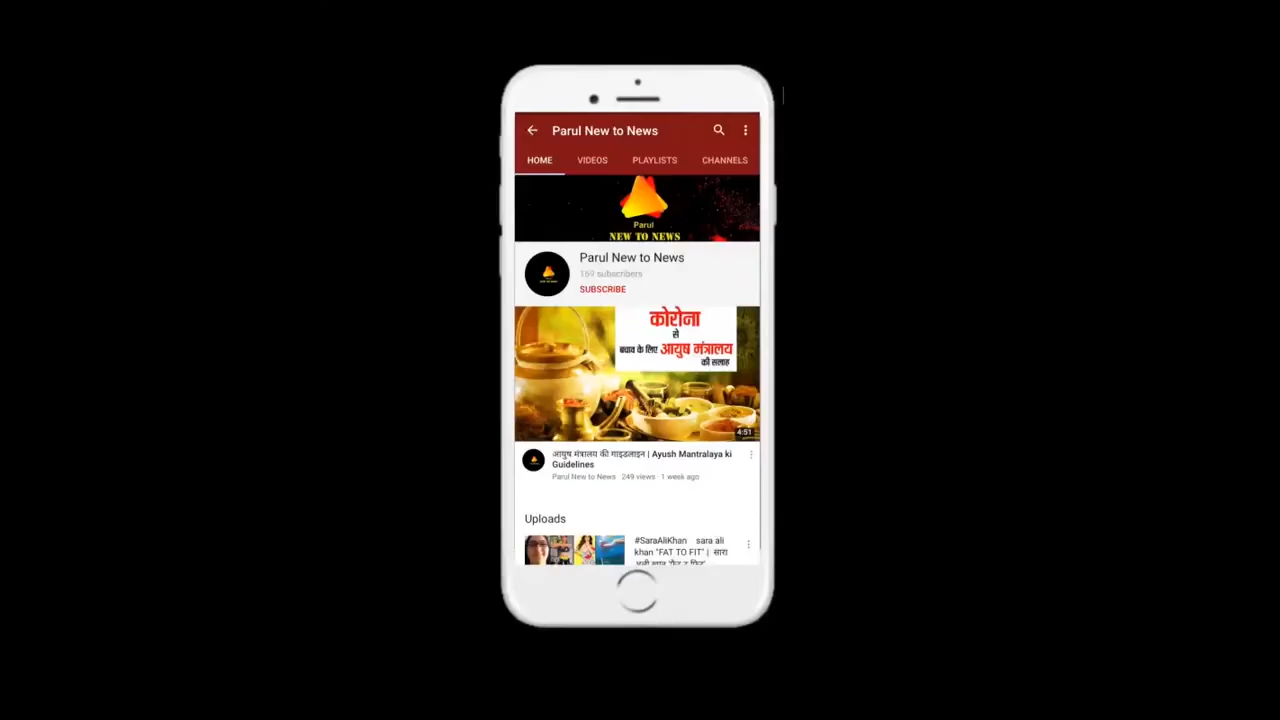 Parul New to News
HOME VIDEOS PLAYLISTS CHANNELS
Parul
NEW TO NEWS
Parul New to News
169 subscribers
SUBSCRIBE
कोरोना
से
बचाव के लिए आयुष मंत्रालय
की सलाह
4:51
आयुष मंत्रालय की गाइडलाइन | Ayush Mantralaya ki
Guidelines
Parul New to News · 249 views · 1 week ago
Uploads
#SaraAliKhan sara ali
khan "FAT TO FIT" | सारा